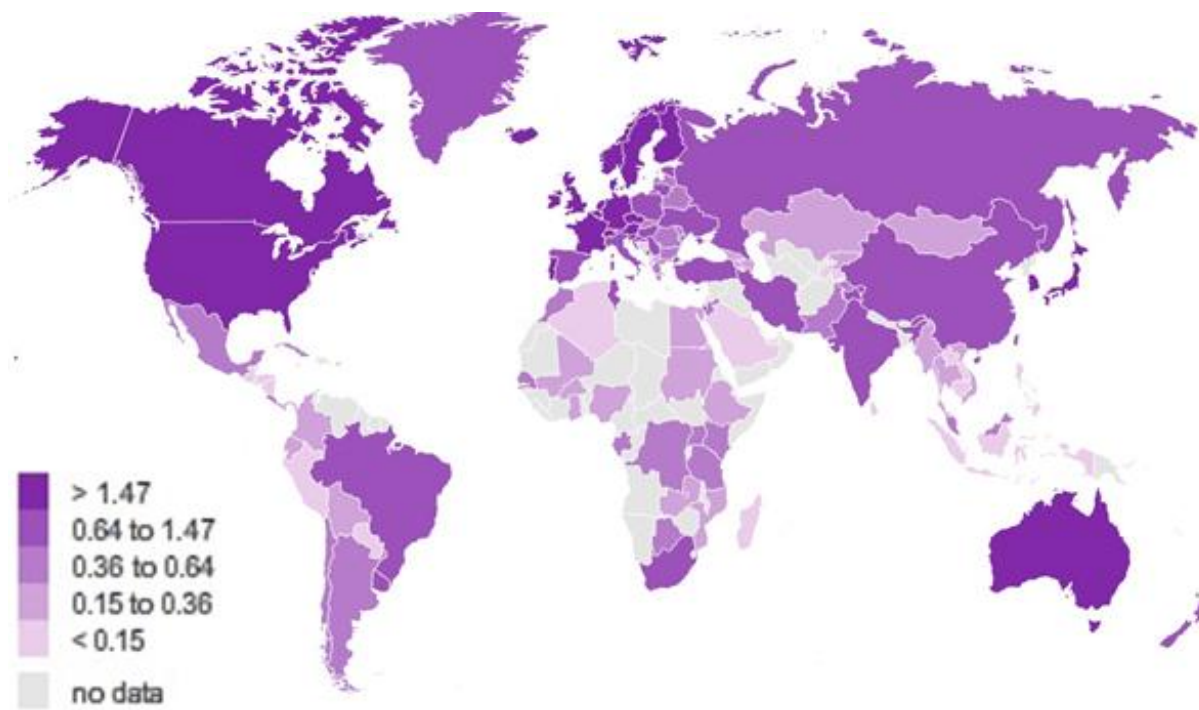 > 1.47
0.64 to 1.47
0.36 to 0.64
0.15 to 0.36
< 0.15
no data